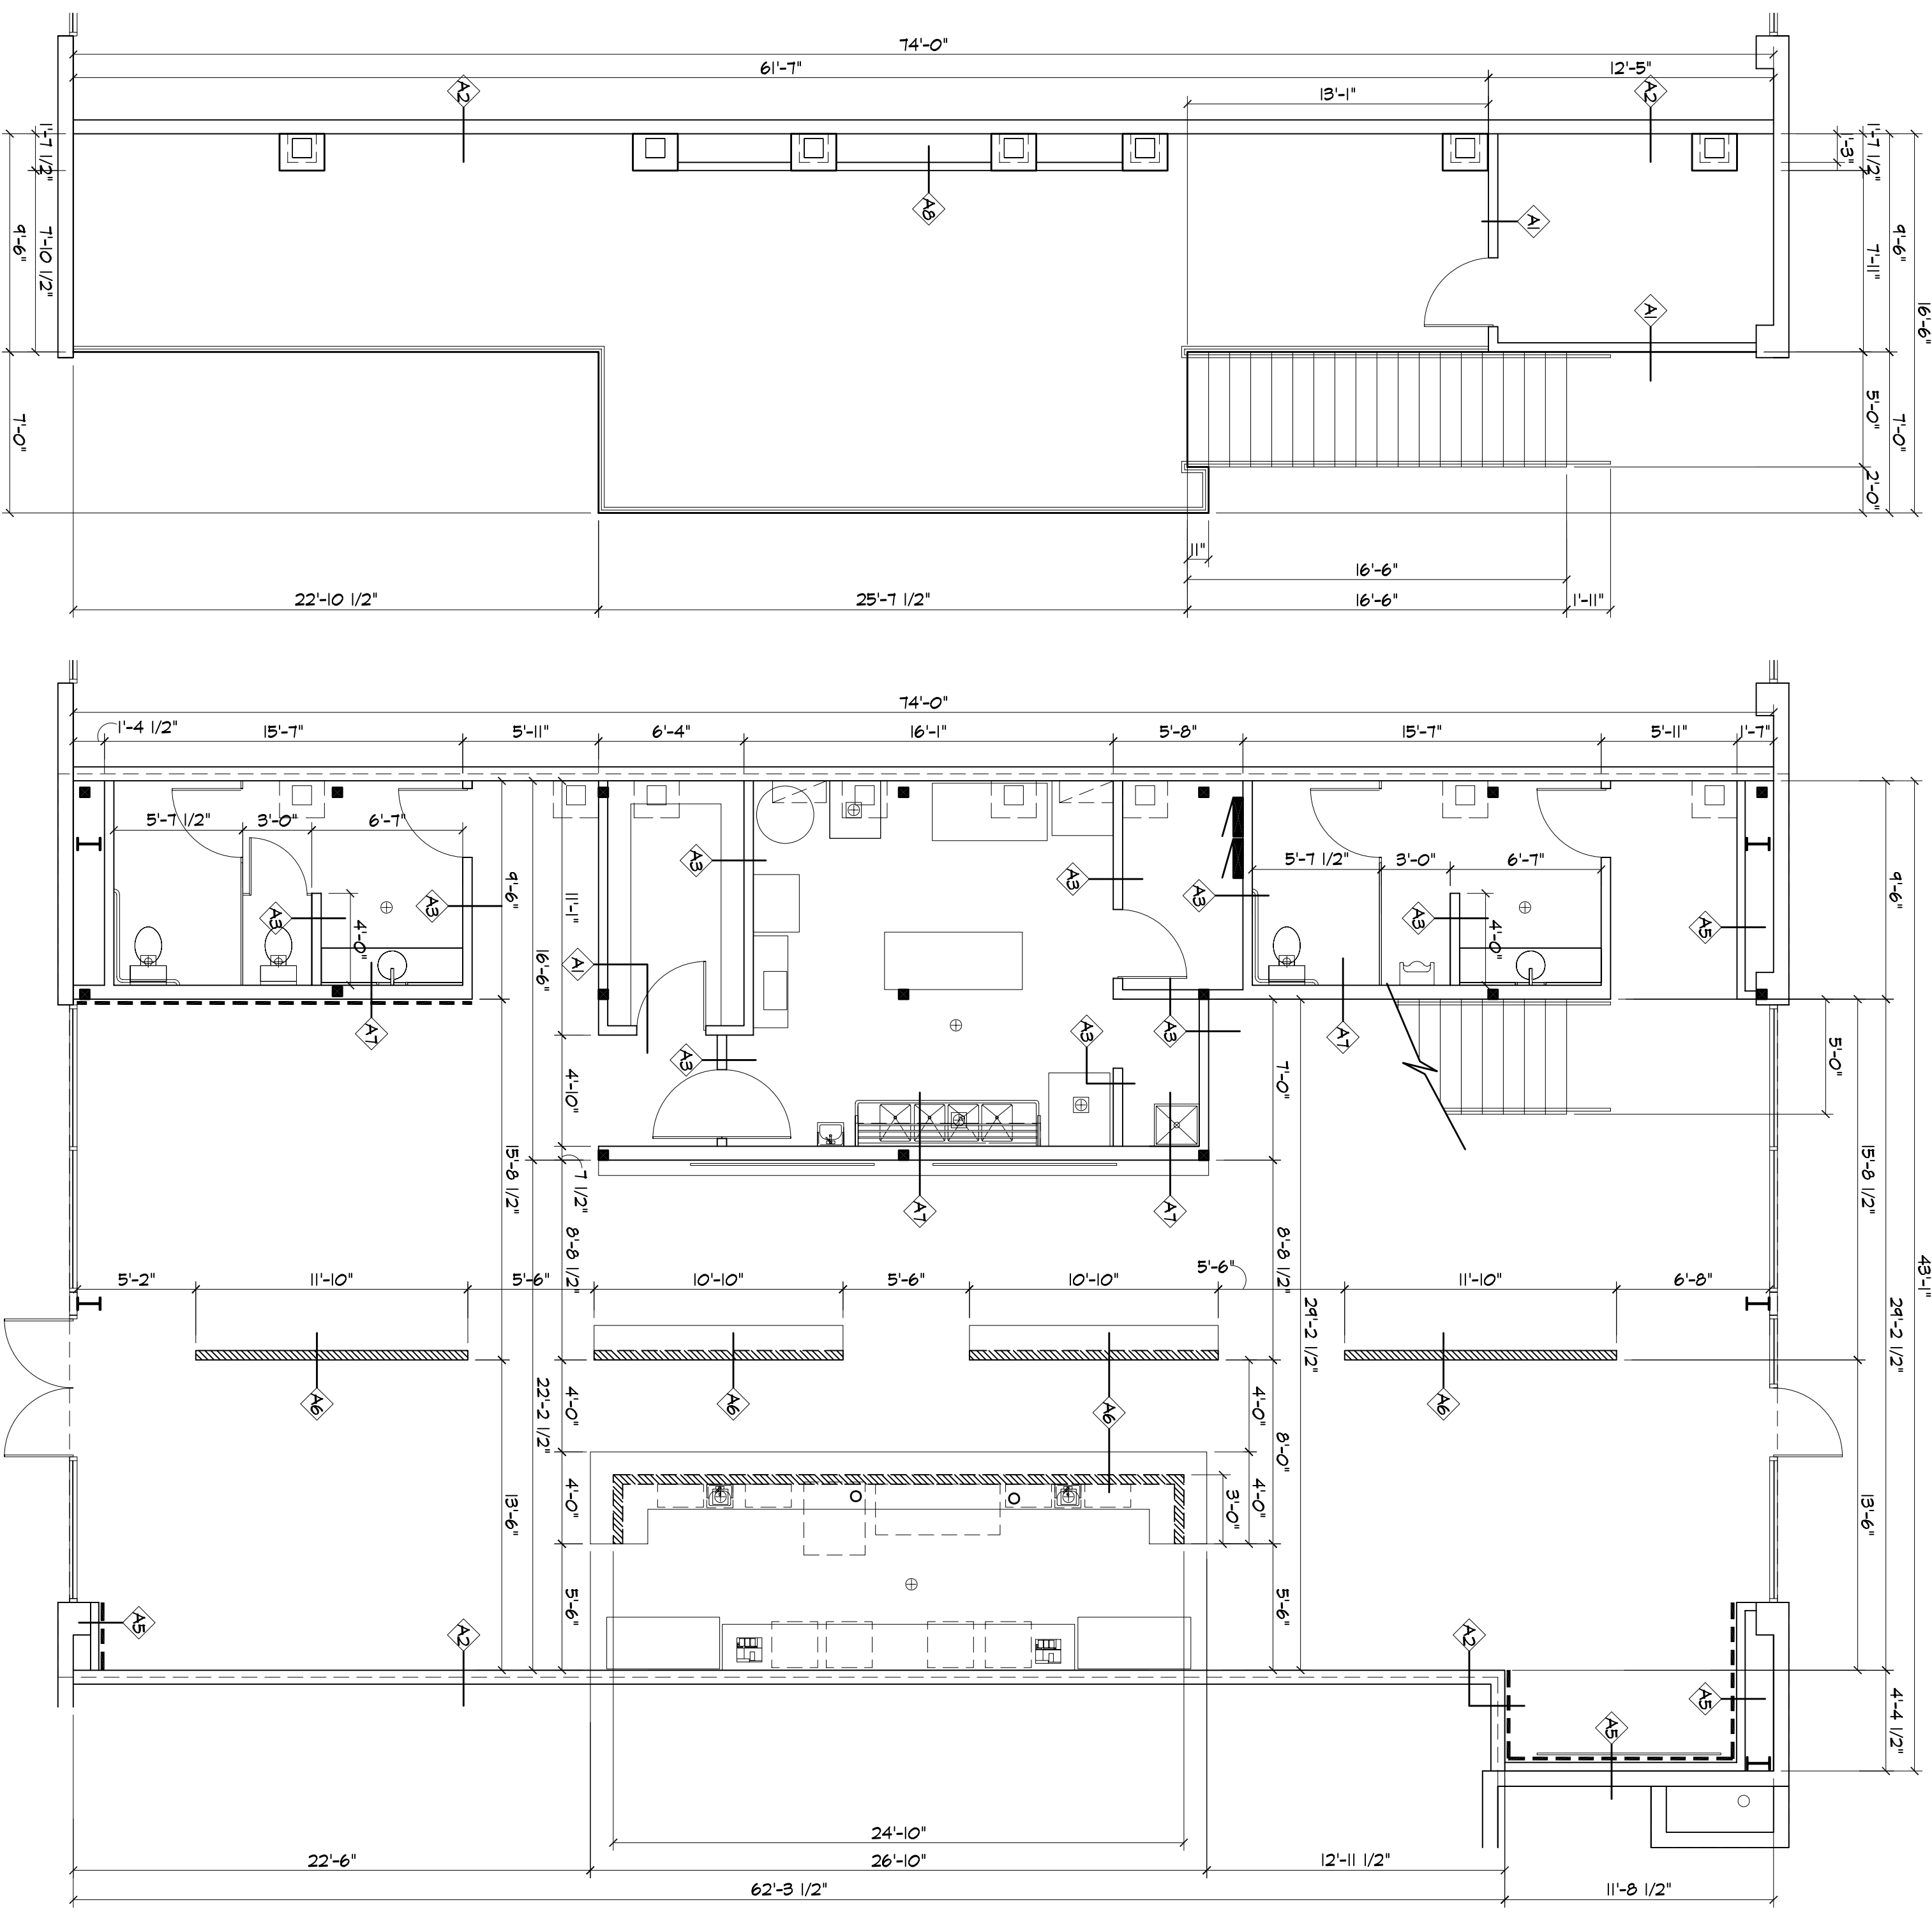 74'-0"
61'-7"
12'-5"
13'-1"
A2
A2
1'-7 1/2"
1'-3"
1'-7 1/2"
A8
A1
9'-6"
7'-10 1/2"
7'-11"
9'-6"
16'-6"
A1
7'-0"
5'-0"
7'-0"
2'-0"
11"
16'-6"
22'-10 1/2"
25'-7 1/2"
16'-6"
1'-11"
74'-0"
1'-4 1/2"
15'-7"
5'-11"
6'-4"
16'-1"
5'-8"
15'-7"
5'-11"
1'-7"
5'-7 1/2"
3'-0"
6'-7"
5'-7 1/2"
3'-0"
6'-7"
A3
A3
A3
9'-6"
11'-1"
9'-6"
A3
A3
4'-0"
A3
4'-0"
A5
16'-6"
A1
A7
A3
A3
A3
A7
5'-0"
4'-10"
7'-0"
15'-8 1/2"
7 1/2"
A7
A7
15'-8 1/2"
8'-8 1/2"
8'-8 1/2"
5'-2"
11'-10"
5'-6"
10'-10"
5'-6"
10'-10"
5'-6"
11'-10"
6'-8"
43'-1"
29'-2 1/2"
29'-2 1/2"
A6
A6
A6
A6
22'-2 1/2"
4'-0"
4'-0"
8'-0"
13'-6"
4'-0"
3'-0"
4'-0"
13'-6"
5'-6"
5'-6"
A5
A2
A2
A5
4'-4 1/2"
A5
24'-10"
22'-6"
26'-10"
12'-11 1/2"
62'-3 1/2"
11'-8 1/2"